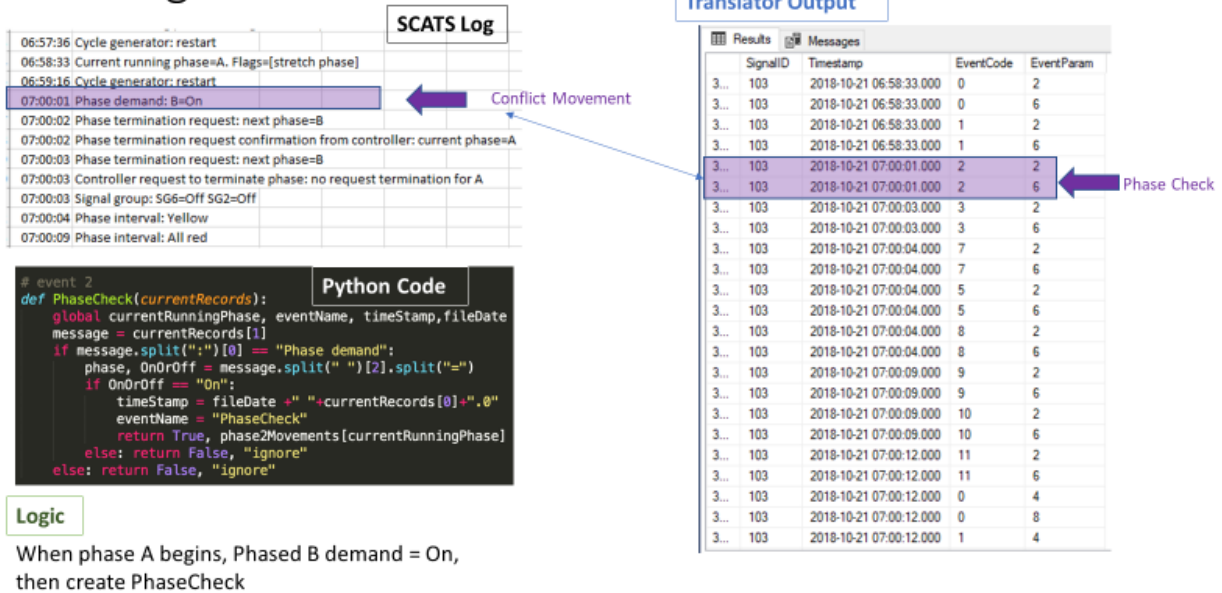 SCATS Log
06:57:36 Cycle generator: restart
06:58:33 Current running phase=A. Flags=[stretch phase]
06:59:16 Cycle generator: restart
07:00:01 Phase demand: B=On
07:00:02 Phase termination request: next phase=B
07:00:02 Phase termination request confirmation from controller: current phase=A
07:00:03 Phase termination request: next phase=B
07:00:03 Controller request to terminate phase: no request termination for A
07:00:03 Signal group: SG6=Off SG2=Off
07:00:04 Phase interval: Yellow
07:00:09 Phase interval: All red
Conflict Movement
Python Code
# event 2
def PhaseCheck(currentRecords):
global currentRunningPhase, eventName, timeStamp,fileDate
message = currentRecords[1]
if message.split(":")[0] == "Phase demand":
phase, OnOrOff = message.split(" ")[2].split("=")
if OnOrOff == "On":
timeStamp = fileDate +" "+currentRecords[0]+".0"
eventName = "PhaseCheck"
return True, phase2Movements[currentRunningPhase]
else: return False, "ignore"
else: return False, "ignore"
Logic
When phase A begins, Phased B demand = On,
then create PhaseCheck
Translator Output
Results Messages
SignalID Timestamp EventCode EventParam
3... 103 2018-10-21 06:58:33.000 0 2
3... 103 2018-10-21 06:58:33.000 0 6
3... 103 2018-10-21 06:58:33.000 1 2
3... 103 2018-10-21 06:58:33.000 1 6
3... 103 2018-10-21 07:00:01.000 2 2
3... 103 2018-10-21 07:00:01.000 2 6
3... 103 2018-10-21 07:00:03.000 3 2
3... 103 2018-10-21 07:00:03.000 3 6
3... 103 2018-10-21 07:00:04.000 7 2
3... 103 2018-10-21 07:00:04.000 7 6
3... 103 2018-10-21 07:00:04.000 5 2
3... 103 2018-10-21 07:00:04.000 5 6
3... 103 2018-10-21 07:00:04.000 8 2
3... 103 2018-10-21 07:00:04.000 8 6
3... 103 2018-10-21 07:00:09.000 9 2
3... 103 2018-10-21 07:00:09.000 9 6
3... 103 2018-10-21 07:00:09.000 10 2
3... 103 2018-10-21 07:00:09.000 10 6
3... 103 2018-10-21 07:00:12.000 11 2
3... 103 2018-10-21 07:00:12.000 11 6
3... 103 2018-10-21 07:00:12.000 0 4
3... 103 2018-10-21 07:00:12.000 0 8
3... 103 2018-10-21 07:00:12.000 1 4
Phase Check